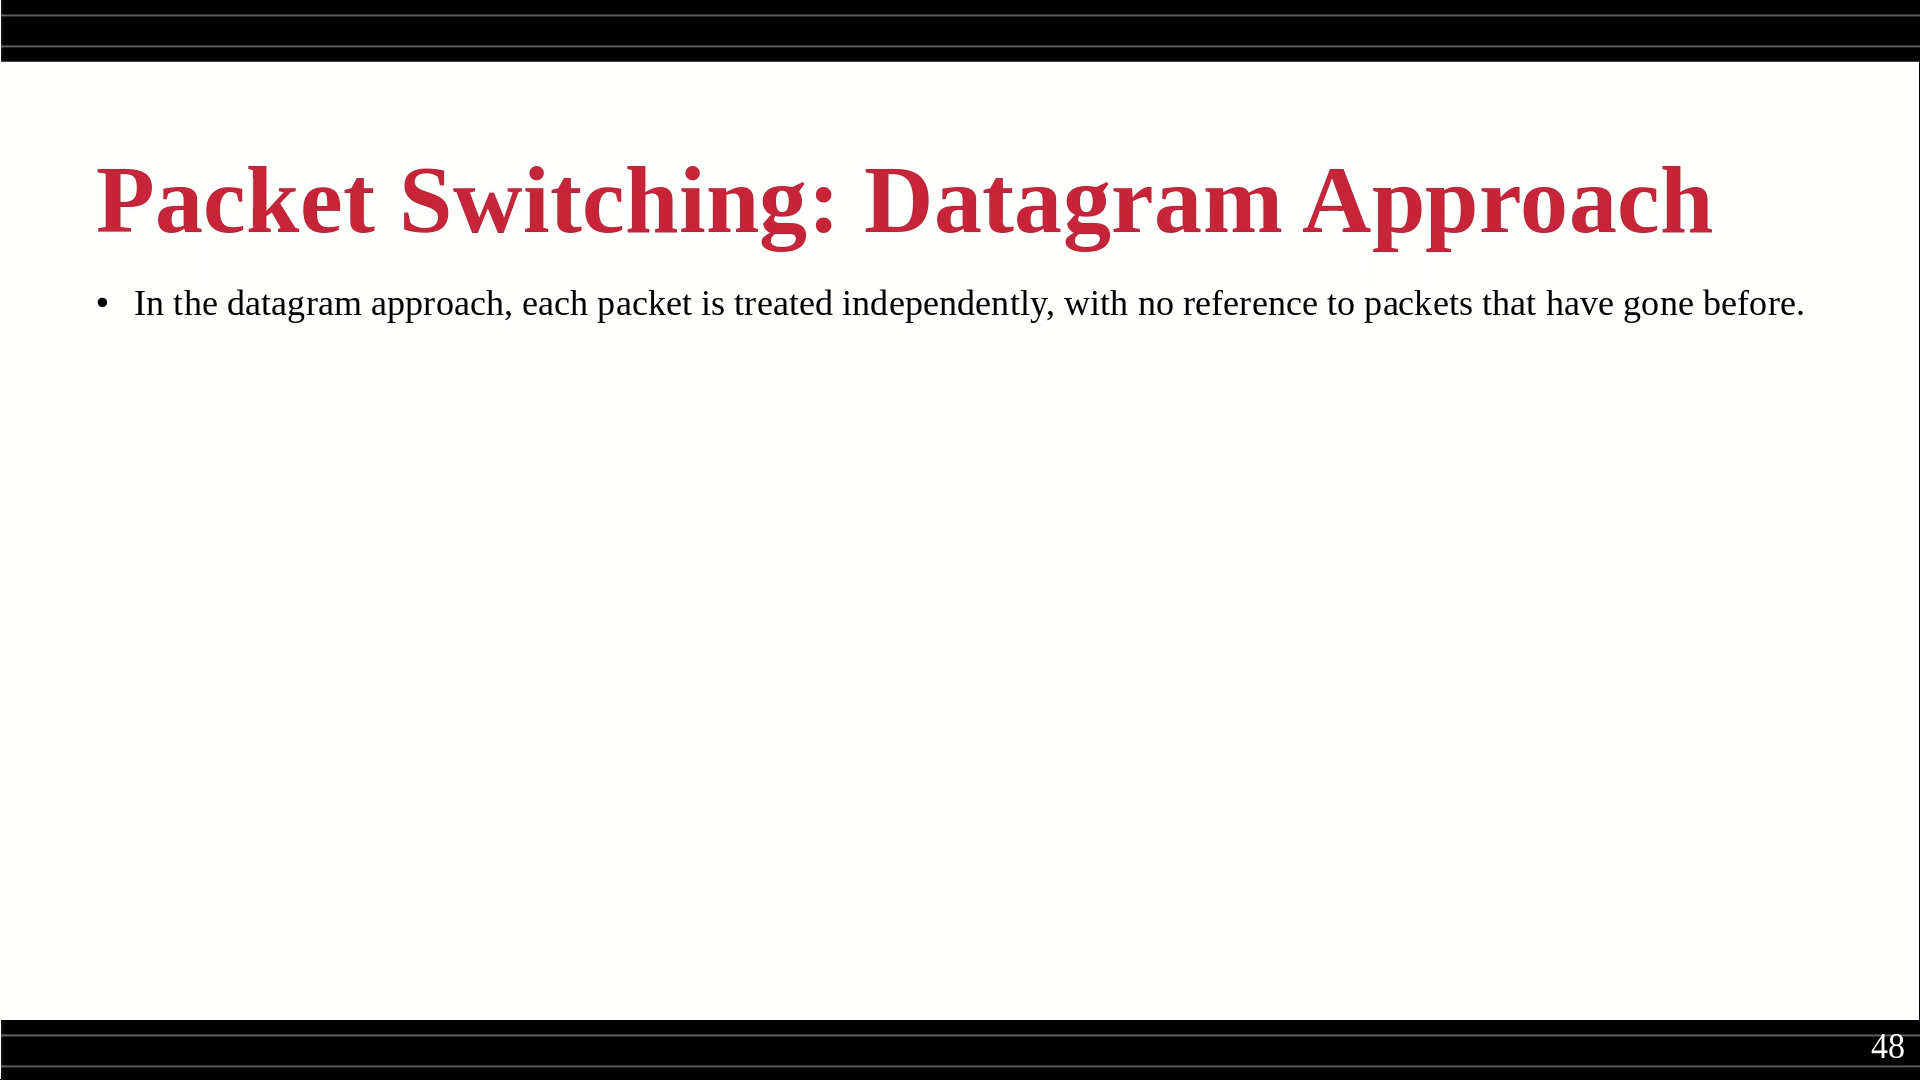 Packet Switching: Datagram Approach
• In the datagram approach, each packet is treated independently, with no reference to packets that have gone before.
48